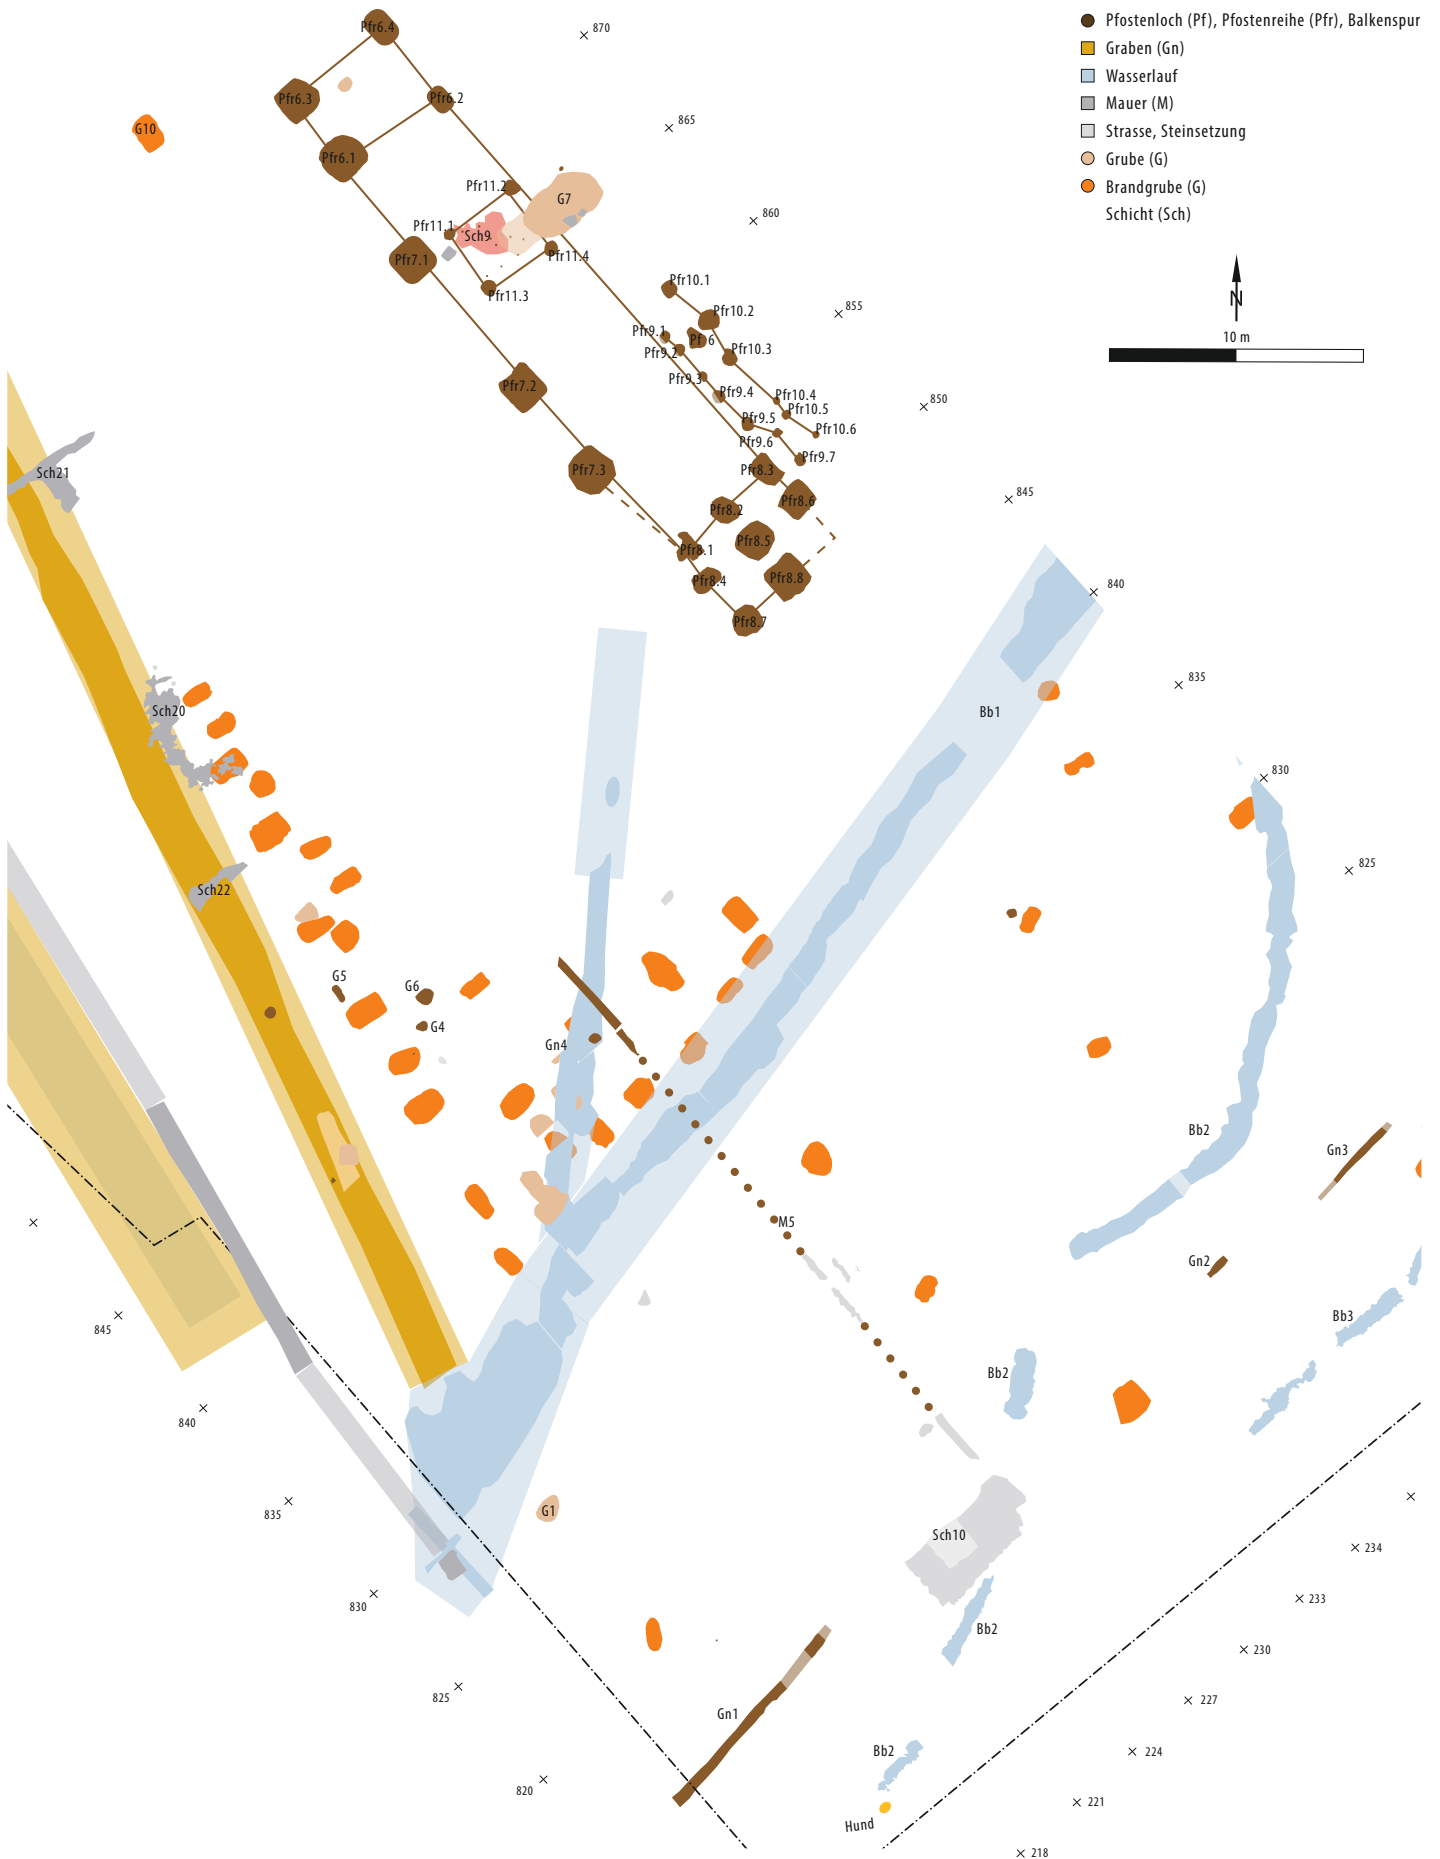 Pfostenloch (Pf), Pfostenreihe (Pfr), Balkenspur
Graben (Gn)
Wasserlauf
Mauer (M)
Strasse, Steinsetzung
Grube (G)
Brandgrube (G)
Schicht (Sch)
N
10 m
Pfr6.4
870
Pfr6.3
Pfr6.2
865
G10
Pfr6.1
Pfr11.2
G7
860
Pfr11.1
Sch9
Pfr7.1
Pfr11.4
Pfr11.3
Pfr10.1
855
Pfr10.2
Pfr9.1
Pf 6
Pfr9.2
Pfr10.3
Pfr9.3
Pfr7.2
Pfr9.4
Pfr10.4
850
Pfr10.5
Pfr9.5
Pfr10.6
Pfr9.6
Pfr9.7
Pfr7.3
Pfr8.3
Sch21
845
Pfr8.6
Pfr8.2
Pfr8.5
Pfr8.1
Pfr8.4
Pfr8.8
840
Pfr8.7
835
Sch20
Bb1
830
825
Sch22
G5
G6
G4
Gn4
Bb2
Gn3
M5
Gn2
845
Bb3
Bb2
840
835
G1
Sch10
234
830
233
Bb2
230
825
227
Gn1
Bb2
224
820
221
Hund
218